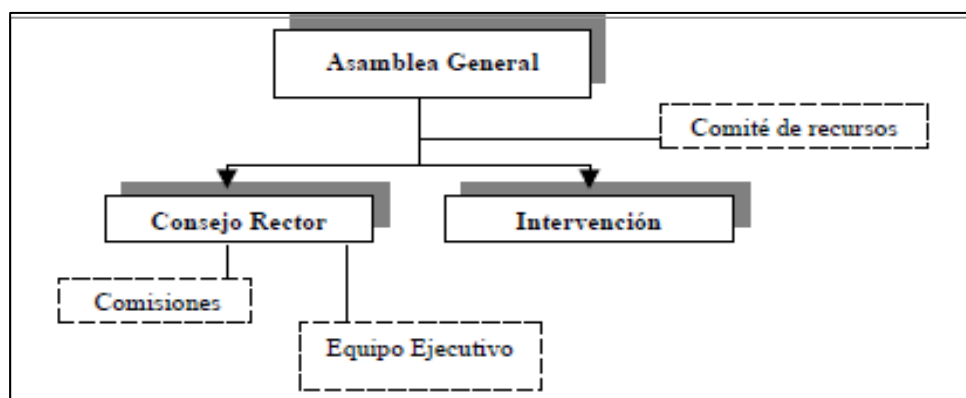 Asamblea General
Comité de recursos
Consejo Rector
Intervención
Comisiones
Equipo Ejecutivo